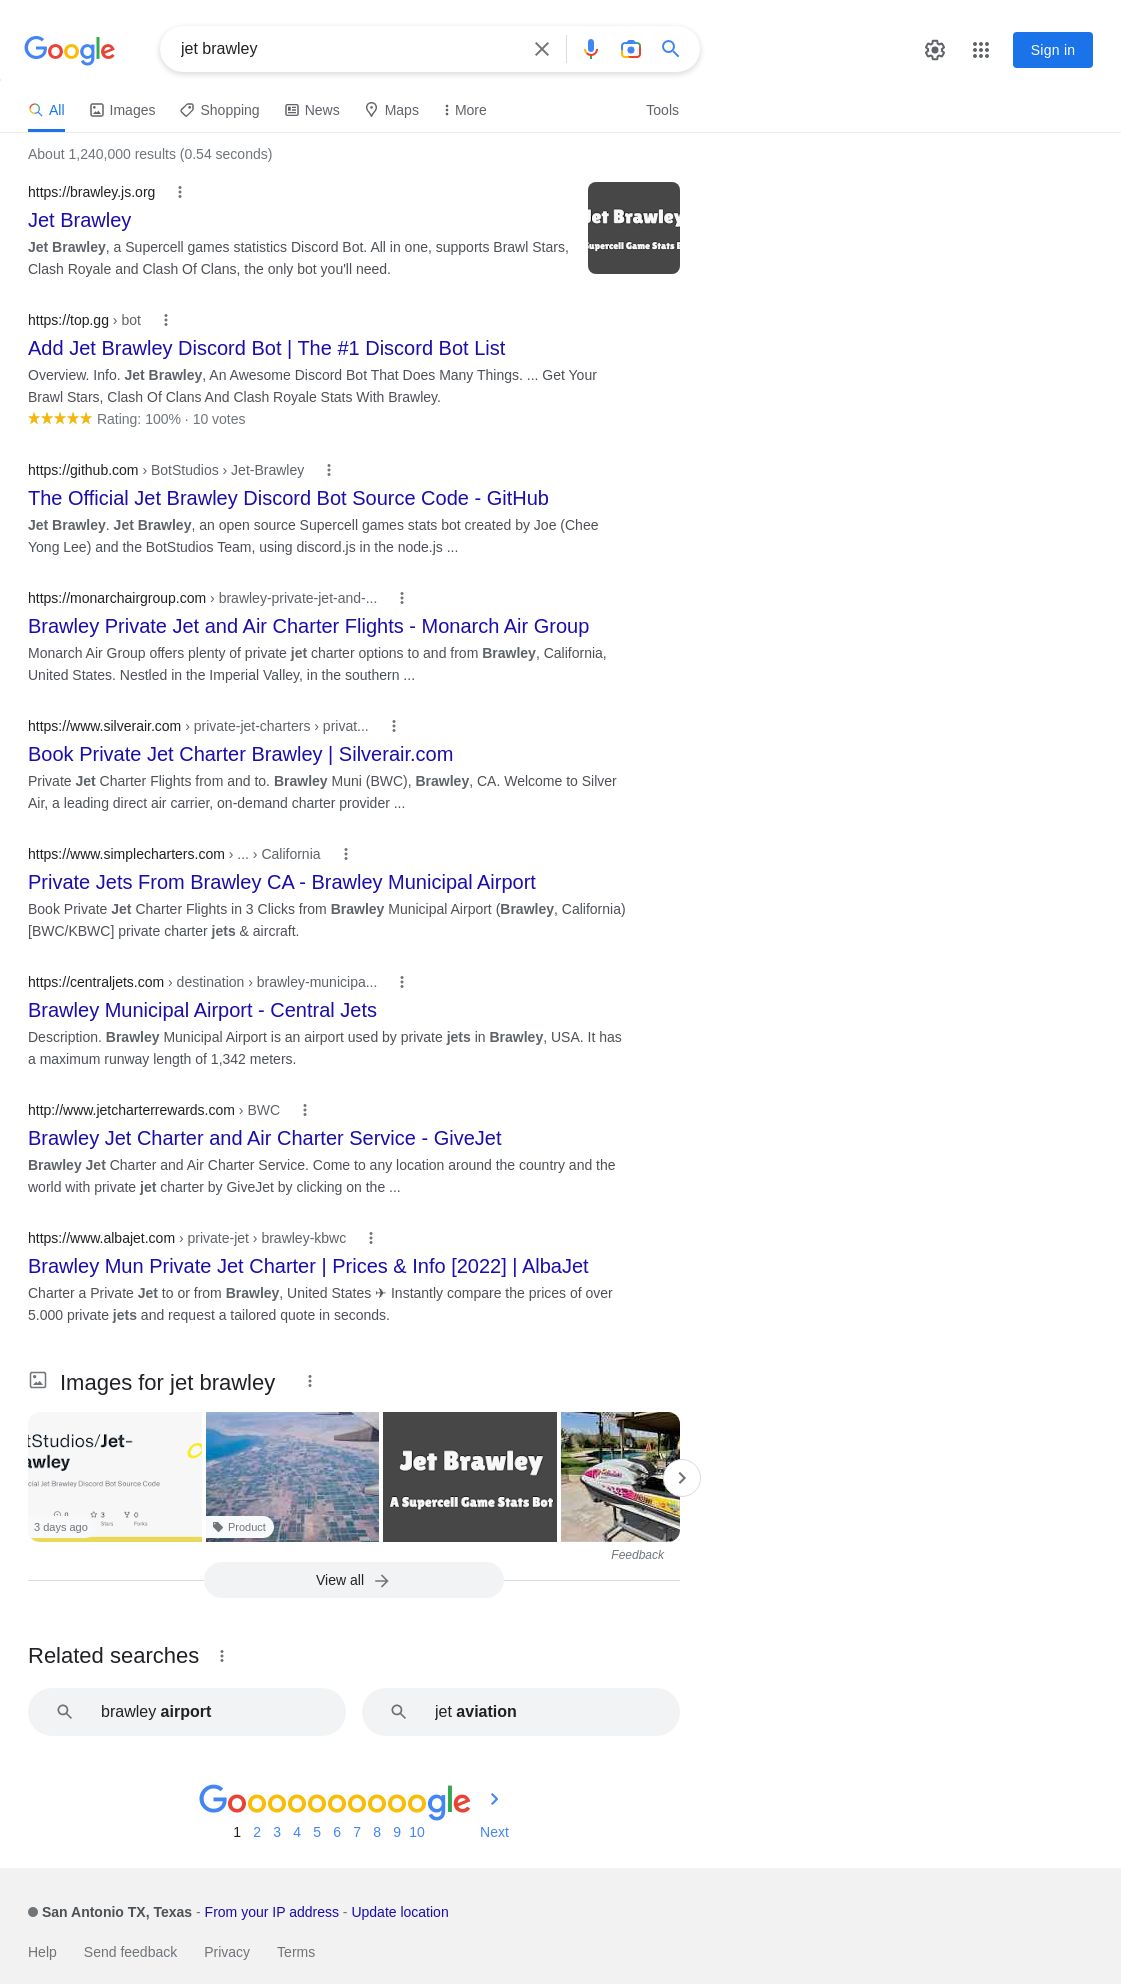 Google
jet brawley
Sign in
All
Images
Shopping
News
Maps
More
Tools
About 1,240,000 results (0.54 seconds)
https://brawley.js.org
Jet Brawley
Jet Brawley, a Supercell games statistics Discord Bot. All in one, supports Brawl Stars,
Clash Royale and Clash Of Clans, the only bot you'll need.
Jet Brawley
Supercell Game Stats B
https://top.gg › bot
Add Jet Brawley Discord Bot | The #1 Discord Bot List
Overview. Info. Jet Brawley, An Awesome Discord Bot That Does Many Things. ... Get Your
Brawl Stars, Clash Of Clans And Clash Royale Stats With Brawley.
Rating: 100% · 10 votes
https://github.com › BotStudios › Jet-Brawley
The Official Jet Brawley Discord Bot Source Code - GitHub
Jet Brawley. Jet Brawley, an open source Supercell games stats bot created by Joe (Chee
Yong Lee) and the BotStudios Team, using discord.js in the node.js ...
https://monarchairgroup.com › brawley-private-jet-and-...
Brawley Private Jet and Air Charter Flights - Monarch Air Group
Monarch Air Group offers plenty of private jet charter options to and from Brawley, California,
United States. Nestled in the Imperial Valley, in the southern ...
https://www.silverair.com › private-jet-charters › privat...
Book Private Jet Charter Brawley | Silverair.com
Private Jet Charter Flights from and to. Brawley Muni (BWC), Brawley, CA. Welcome to Silver
Air, a leading direct air carrier, on-demand charter provider ...
https://www.simplecharters.com › ... › California
Private Jets From Brawley CA - Brawley Municipal Airport
Book Private Jet Charter Flights in 3 Clicks from Brawley Municipal Airport (Brawley, California)
[BWC/KBWC] private charter jets & aircraft.
https://centraljets.com › destination › brawley-municipa...
Brawley Municipal Airport - Central Jets
Description. Brawley Municipal Airport is an airport used by private jets in Brawley, USA. It has
a maximum runway length of 1,342 meters.
http://www.jetcharterrewards.com › BWC
Brawley Jet Charter and Air Charter Service - GiveJet
Brawley Jet Charter and Air Charter Service. Come to any location around the country and the
world with private jet charter by GiveJet by clicking on the ...
https://www.albajet.com › private-jet › brawley-kbwc
Brawley Mun Private Jet Charter | Prices & Info [2022] | AlbaJet
Charter a Private Jet to or from Brawley, United States ✈ Instantly compare the prices of over
5.000 private jets and request a tailored quote in seconds.
Images for jet brawley
tStudios/Jet-
awley
cial Jet Brawley Discord Bot Source Code
3
0
Stars
Forks
3 days ago
Product
Jet Brawley
A Supercell Game Stats Bot
Feedback
View all
Related searches
brawley airport
jet aviation
Goooooooooogle
1 2 3 4 5 6 7 8 9 10 Next
San Antonio TX, Texas - From your IP address - Update location
Help
Send feedback
Privacy
Terms